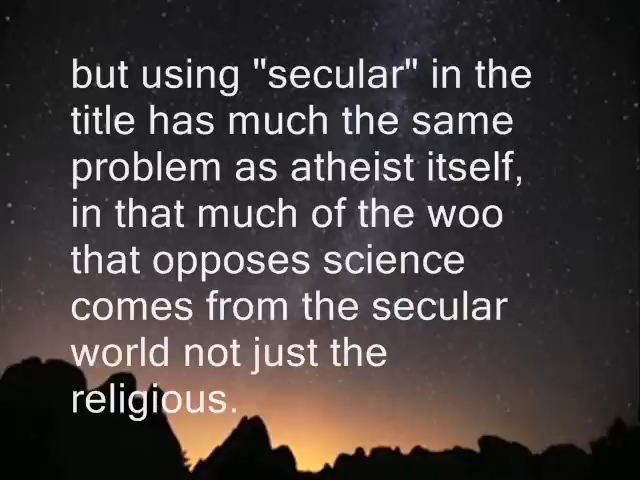 but using "secular" in the
title has much the same
problem as atheist itself,
in that much of the woo
that opposes science
comes from the secular
world not just the
religious.